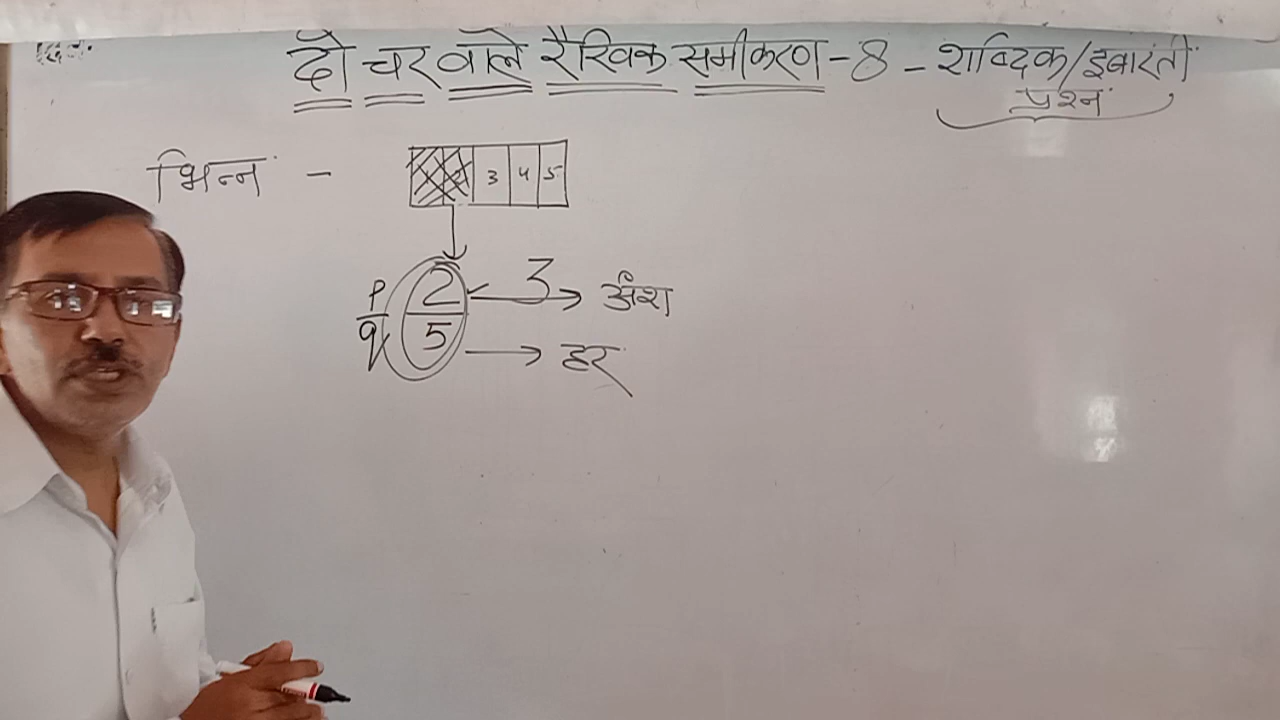 दो चर वाले रैखिक समीकरण - 8 - शाब्दिक/इबारती
प्रश्न
भिन्न -
3 4 5
2 3 अंश
p
q
5 हर